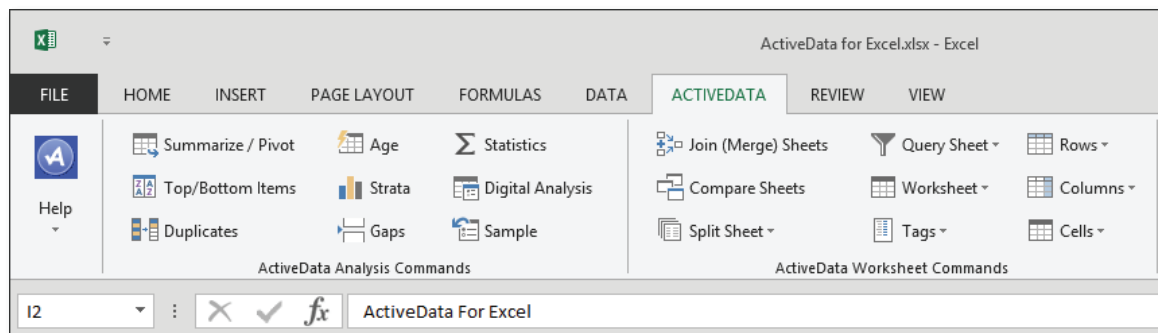 ActiveData for Excel.xlsx - Excel
FILE HOME INSERT PAGE LAYOUT FORMULAS DATA ACTIVEDATA REVIEW VIEW
Summarize / Pivot Age Statistics Join (Merge) Sheets Query Sheet Rows
Top/Bottom Items Strata Digital Analysis Compare Sheets Worksheet Columns
Help
Duplicates Gaps Sample Split Sheet Tags Cells
ActiveData Analysis Commands ActiveData Worksheet Commands
I2 fx ActiveData For Excel